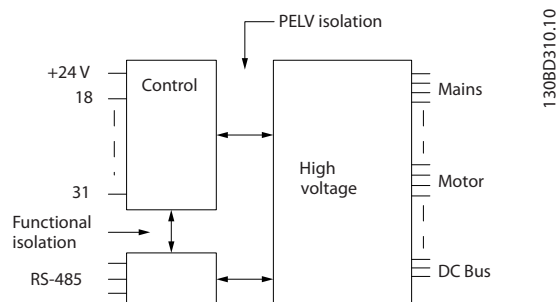 PELV isolation
130BD310.10
+24 V
18
31
Control
High
voltage
Mains
Motor
DC Bus
Functional
isolation
RS-485